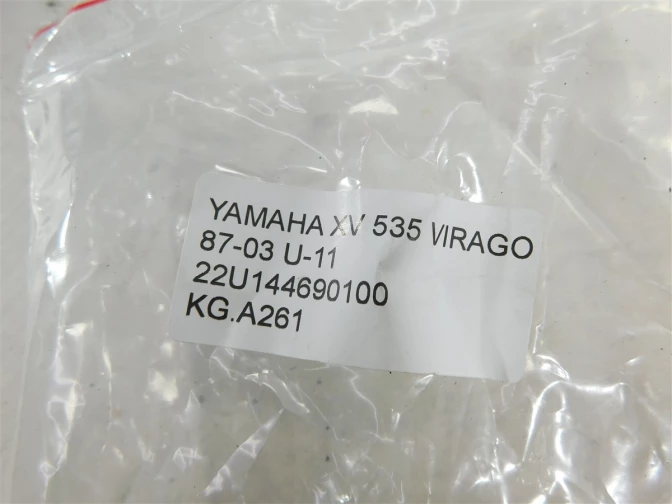 YAMAHA XV 535 VIRAGO
87-03 U-11
22U144690100
KG.A261